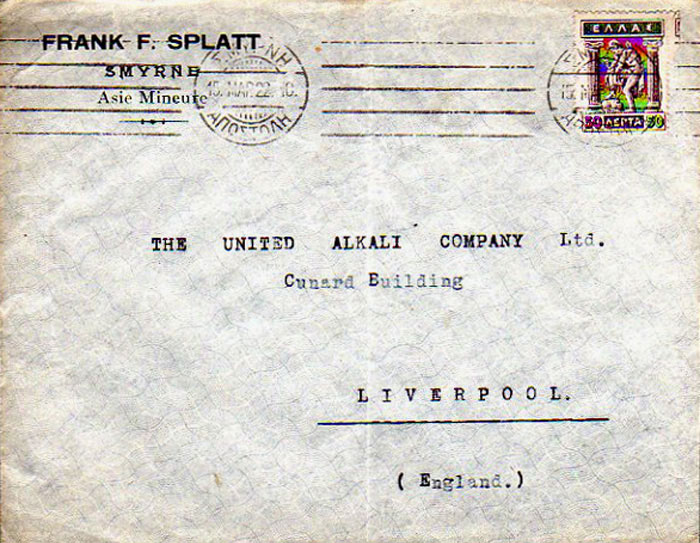 FRANK F. SPLATT
SMYRNE
Asie Mineure
15. ΜΑΡ. 22
ΑΠΟΣΤΟΛΗ
ΕΛΛΑΣ
50 ΛΕΠΤΑ 50
THE UNITED ALKALI COMPANY Ltd.
Cunard Building
LIVERPOOL.
( England.)